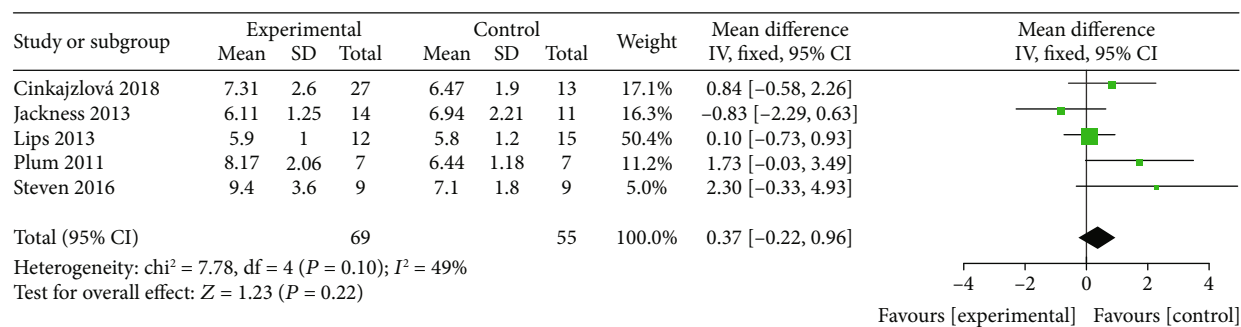 Study or subgroup Experimental Control Weight Mean difference Mean difference
Mean SD Total Mean SD Total IV, fixed, 95% CI IV, fixed, 95% CI
Cinkajzlová 2018 7.31 2.6 27 6.47 1.9 13 17.1% 0.84 [–0.58, 2.26]
Jackness 2013 6.11 1.25 14 6.94 2.21 11 16.3% –0.83 [–2.29, 0.63]
Lips 2013 5.9 1 12 5.8 1.2 15 50.4% 0.10 [–0.73, 0.93]
Plum 2011 8.17 2.06 7 6.44 1.18 7 11.2% 1.73 [–0.03, 3.49]
Steven 2016 9.4 3.6 9 7.1 1.8 9 5.0% 2.30 [–0.33, 4.93]
Total (95% CI) 69 55 100.0% 0.37 [–0.22, 0.96]
Heterogeneity: chi² = 7.78, df = 4 (P = 0.10); I² = 49%
Test for overall effect: Z = 1.23 (P = 0.22)
–4 –2 0 2 4
Favours [experimental] Favours [control]